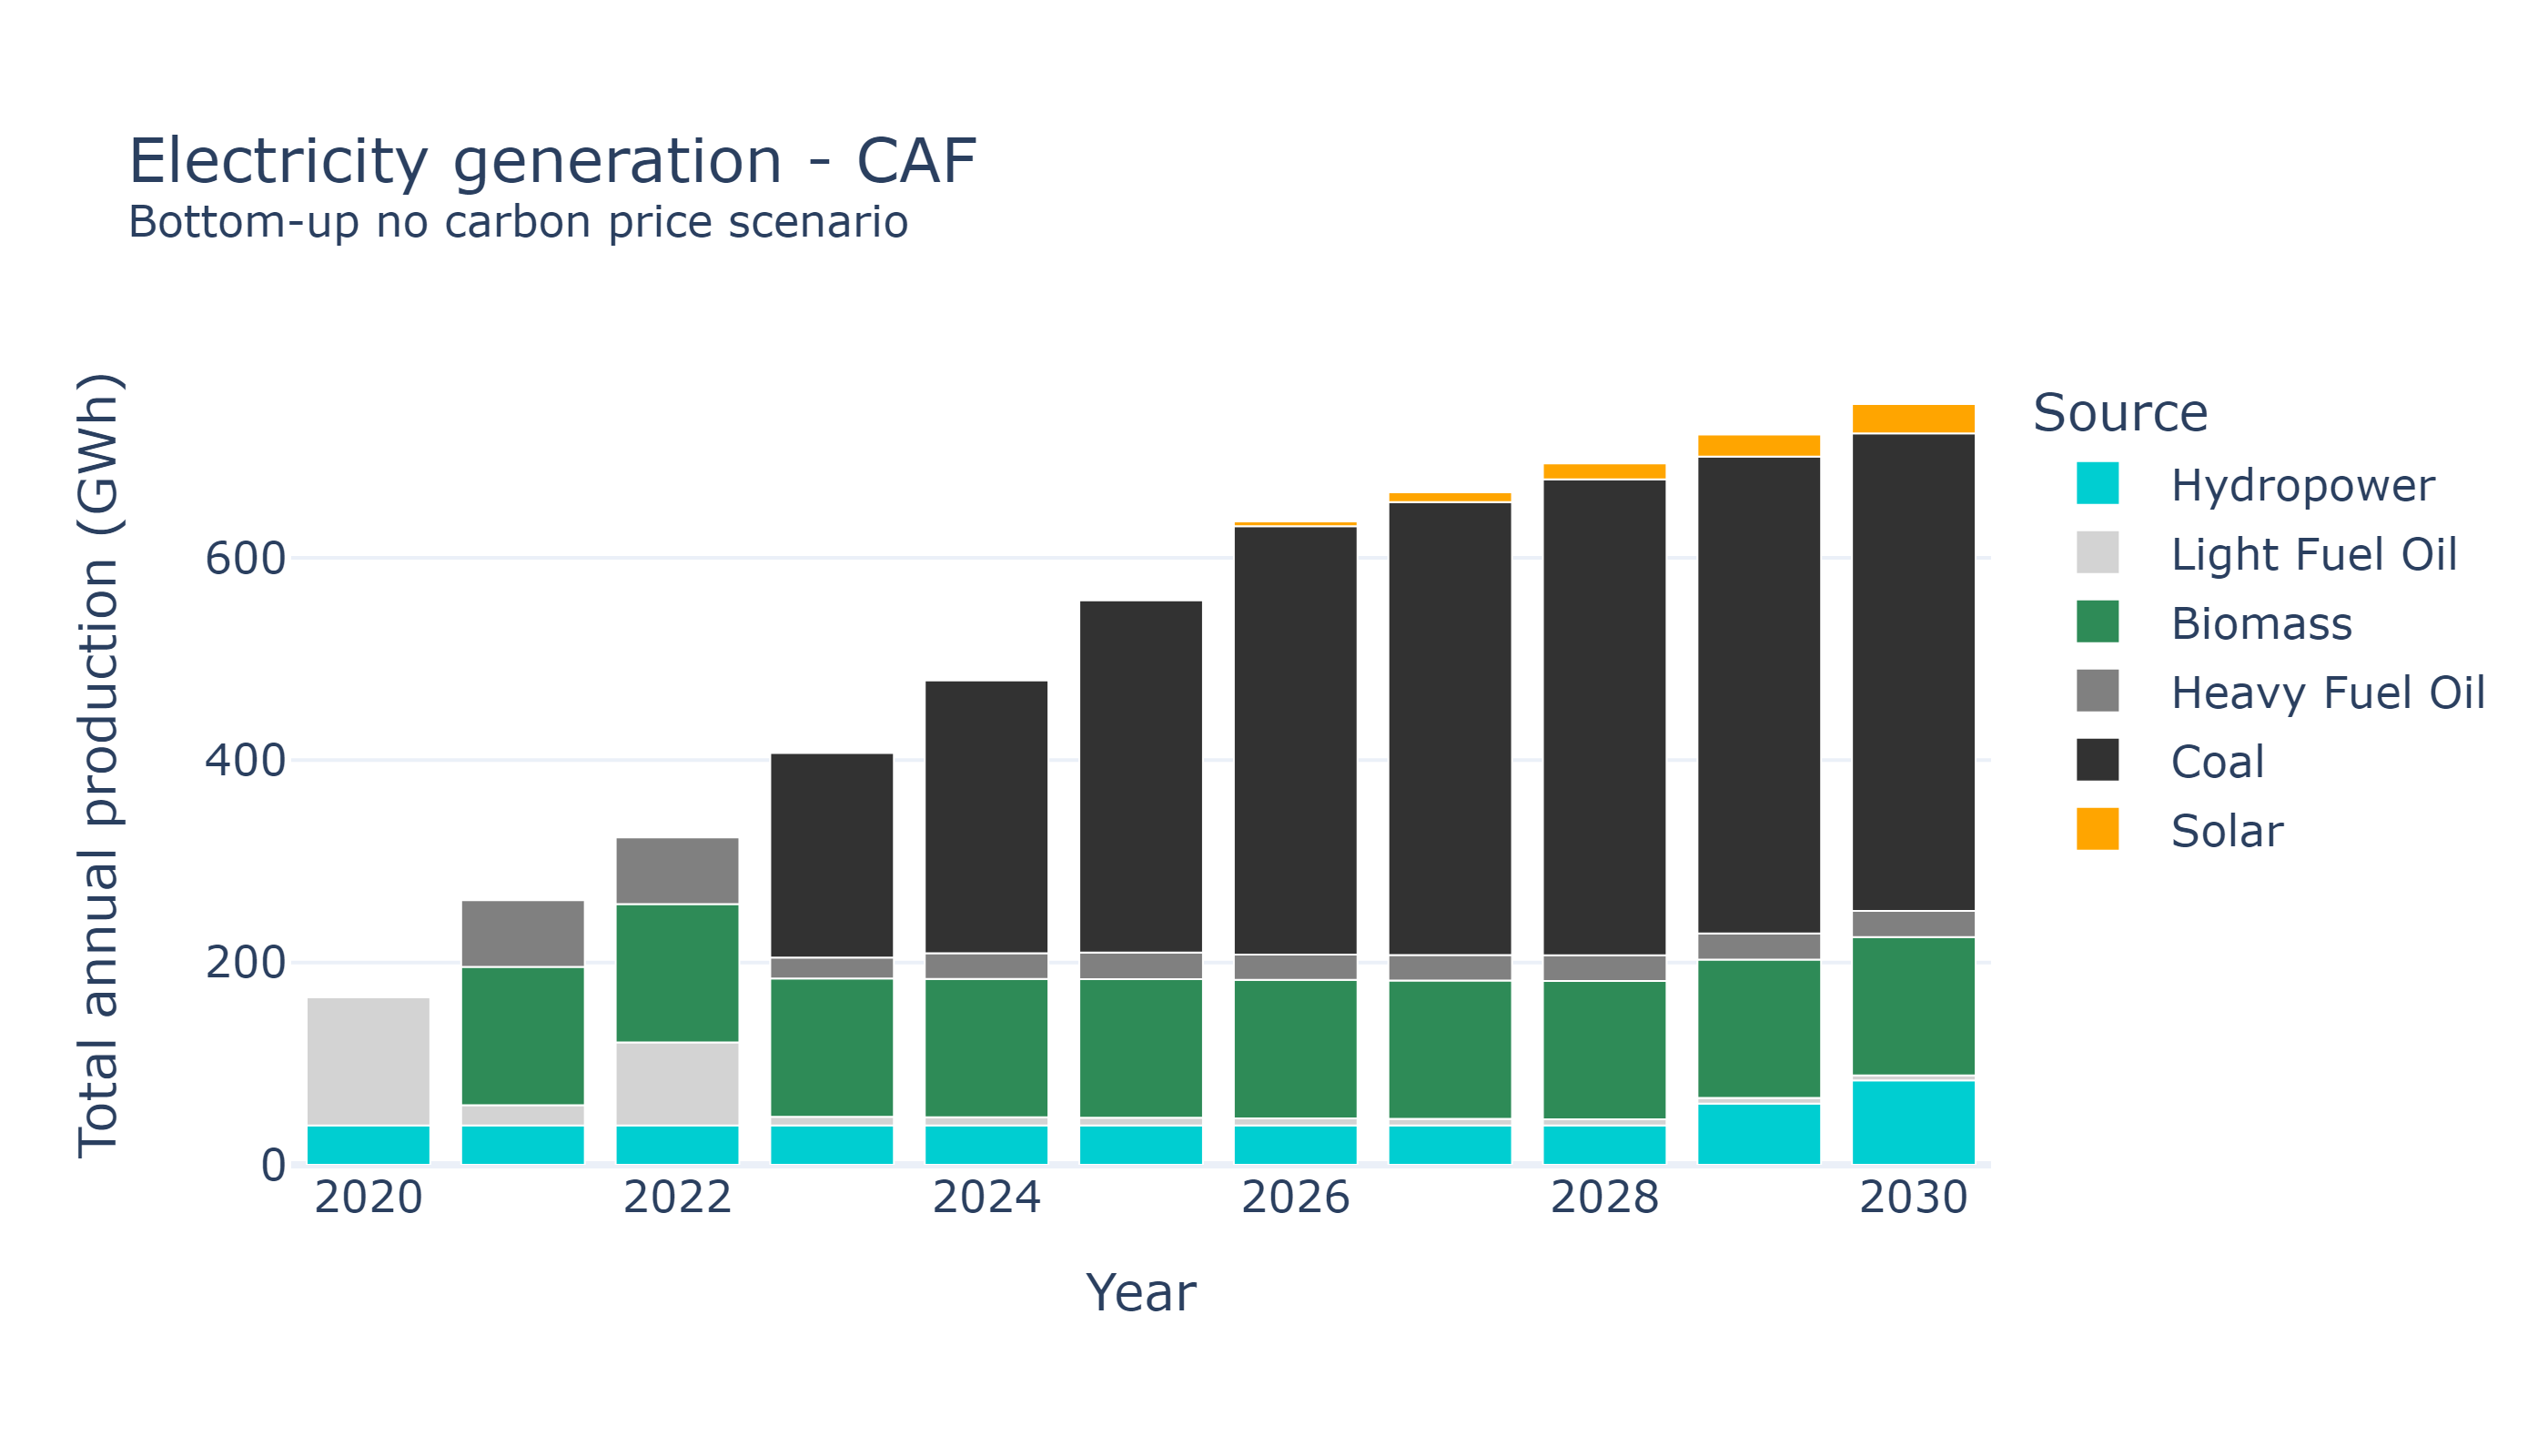 Electricity generation - CAF
Bottom-up no carbon price scenario
Total annual production (GWh)
600
400
200
0
2020
2022
2024
2026
2028
2030
Year
Source
Hydropower
Light Fuel Oil
Biomass
Heavy Fuel Oil
Coal
Solar